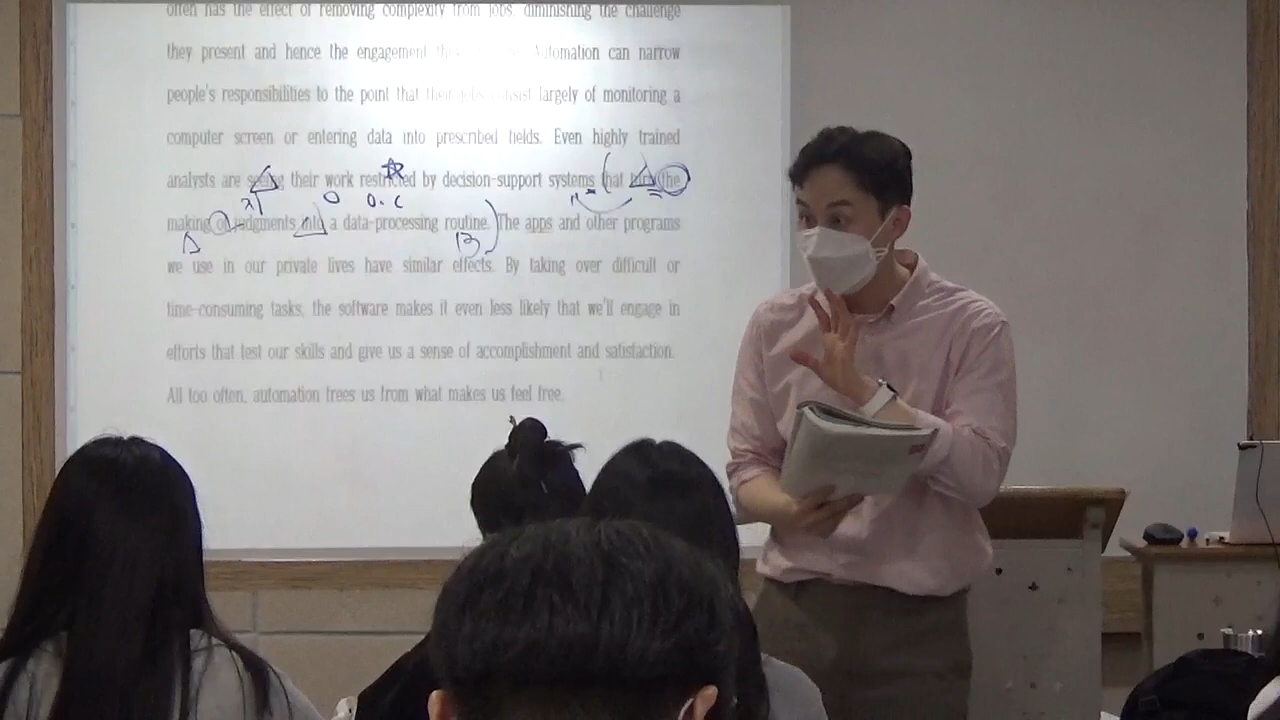 often has the effect of removing complexity from jobs, diminishing the challenge
they present and hence the engagement Automation can narrow
people's responsibilities to the point that their jobs consist largely of monitoring a
computer screen or entering data into prescribed fields. Even highly trained
analysts are seeing their work restricted by decision-support systems that turn the
making of judgments into a data-processing routine. The apps and other programs
we use in our private lives have similar effects. By taking over difficult or
time-consuming tasks, the software makes it even less likely that we'll engage in
efforts that test our skills and give us a sense of accomplishment and satisfaction.
All too often, automation frees us from what makes us feel free.